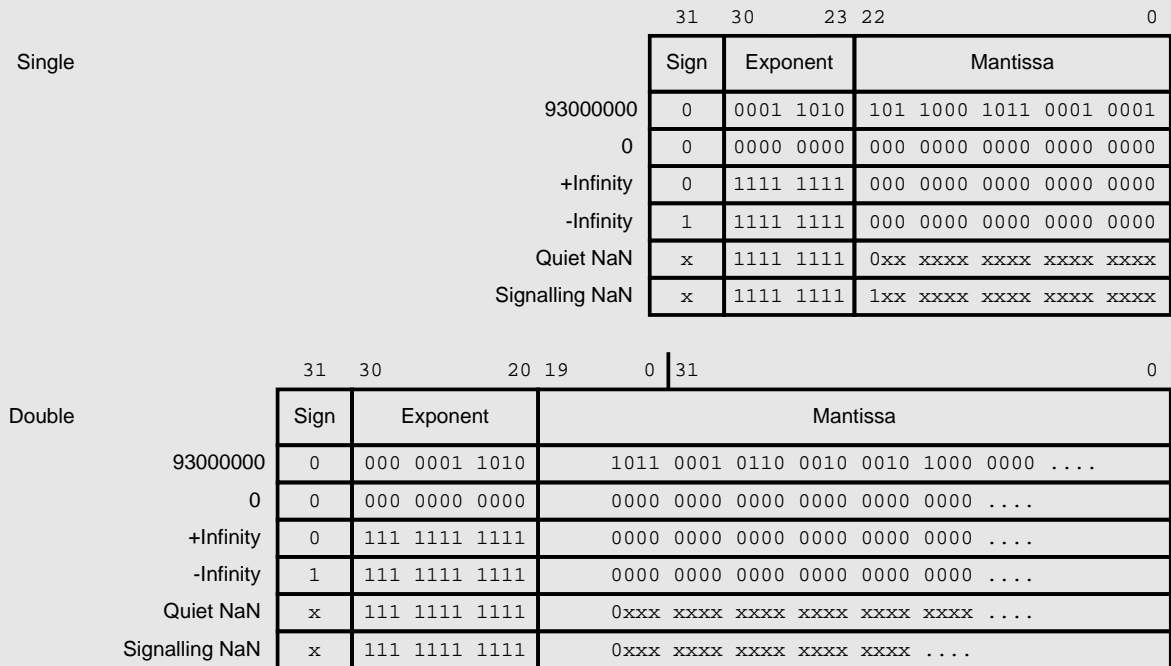 31 30 23 22 0
Single Sign Exponent Mantissa
93000000 0 0001 1010 101 1000 1011 0001 0001
0 0 0000 0000 000 0000 0000 0000 0000
+Infinity 0 1111 1111 000 0000 0000 0000 0000
-Infinity 1 1111 1111 000 0000 0000 0000 0000
Quiet NaN x 1111 1111 0xx xxxx xxxx xxxx xxxx
Signalling NaN x 1111 1111 1xx xxxx xxxx xxxx xxxx
31 30 20 19 0 31 0
Double Sign Exponent Mantissa
93000000 0 000 0001 1010 1011 0001 0110 0010 0010 1000 0000 ....
0 0 000 0000 0000 0000 0000 0000 0000 0000 0000 ....
+Infinity 0 111 1111 1111 0000 0000 0000 0000 0000 0000 ....
-Infinity 1 111 1111 1111 0000 0000 0000 0000 0000 0000 ....
Quiet NaN x 111 1111 1111 0xxx xxxx xxxx xxxx xxxx xxxx ....
Signalling NaN x 111 1111 1111 0xxx xxxx xxxx xxxx xxxx ....